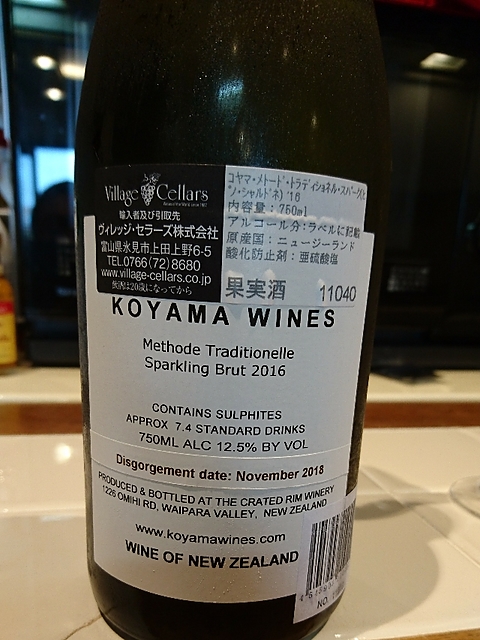 Village Cellars
輸入者及び引取先
ヴィレッジ・セラーズ株式会社
富山県氷見市上田上野6-5
TEL.0766(72)8680
www.village-cellars.co.jp
飲酒は20歳になってから
コヤマ・メトード・トラディショネル・スパークリ
ン・シャルドネ) '16
内容量:750ml
アルコール分:ラベルに記載
原産国:ニュージーランド
酸化防止剤:亜硫酸塩
果実酒 11040
KOYAMA WINES
Methode Traditionelle
Sparkling Brut 2016
CONTAINS SULPHITES
APPROX 7.4 STANDARD DRINKS
750ML ALC 12.5% BY VOL
Disgorgement date: November 2018
PRODUCED & BOTTLED AT THE CRATED RIM WINERY
1226 OMIHI RD, WAIPARA VALLEY, NEW ZEALAND
www.koyamawines.com
WINE OF NEW ZEALAND
NO.